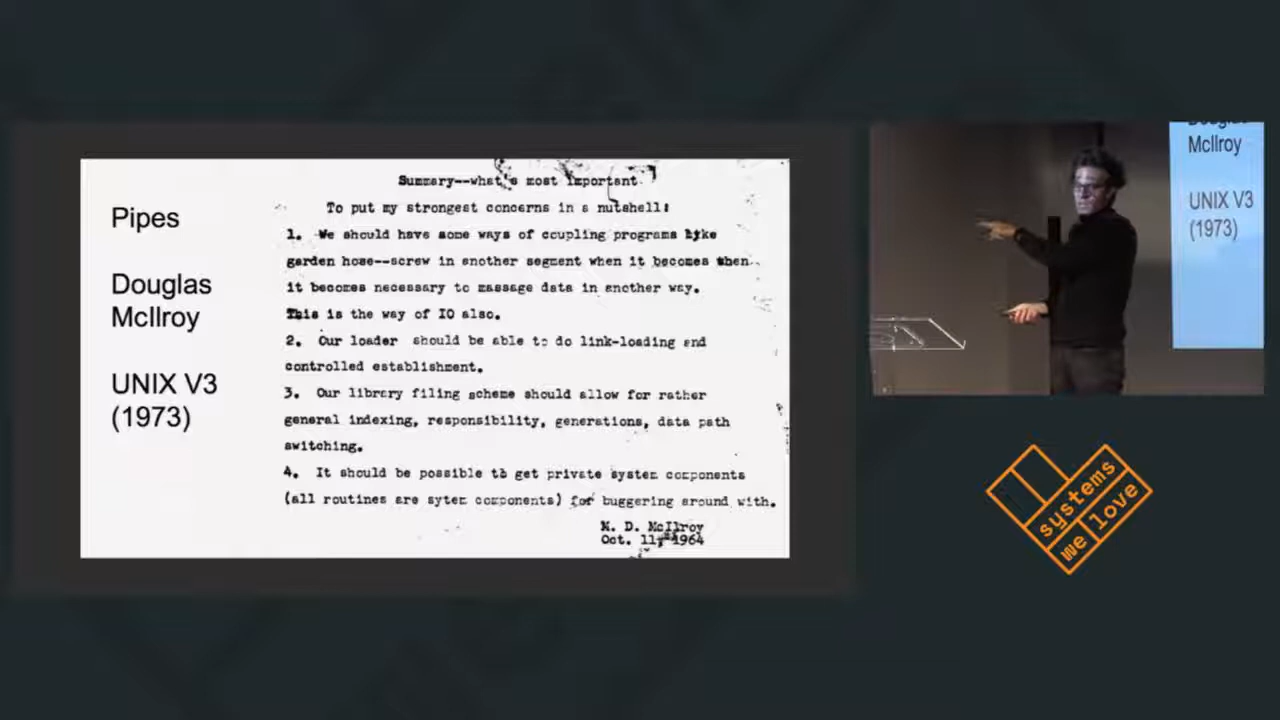 Pipes
Douglas
McIlroy
UNIX V3
(1973)
Summary--what's most important
To put my strongest concerns in a nutshell:
1. We should have some ways of coupling programs like
garden hose--screw in another segment when it becomes when
it becomes necessary to massage data in another way.
This is the way of IO also.
2. Our loader should be able to do link-loading and
controlled establishment.
3. Our library filing scheme should allow for rather
general indexing, responsibility, generations, data path
switching.
4. It should be possible to get private system components
(all routines are sytem components) for buggering around with.
M. D. McIlroy
Oct. 11, 1964
Douglas
McIlroy
UNIX V3
(1973)
systems
we love